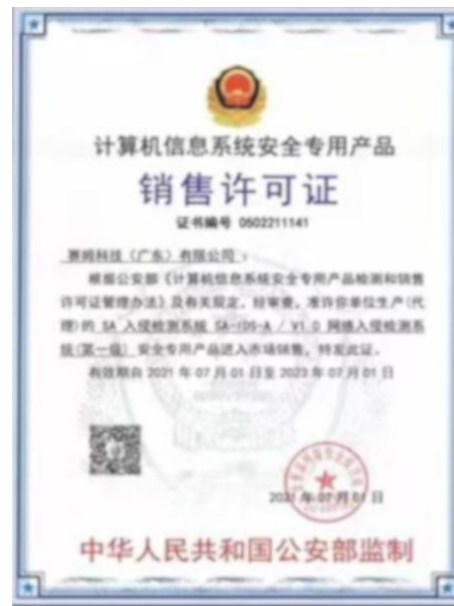 计算机信息系统安全专用产品
销售许可证
证书编号 0502211141
赛姆科技（广东）有限公司：
根据公安部《计算机信息系统安全专用产品检测和销售
许可证管理办法》及有关规定，经审查，准许你单位生产(代
理)的 SA 入侵检测系统 SA-IDS-A / V1.0 网络入侵检测系
统(第一级) 安全专用产品进入市场销售，特发此证。
有效期自 2021 年 07 月 01 日至 2023 年 07 月 01 日
2021 年 07 月 01 日
中华人民共和国公安部监制